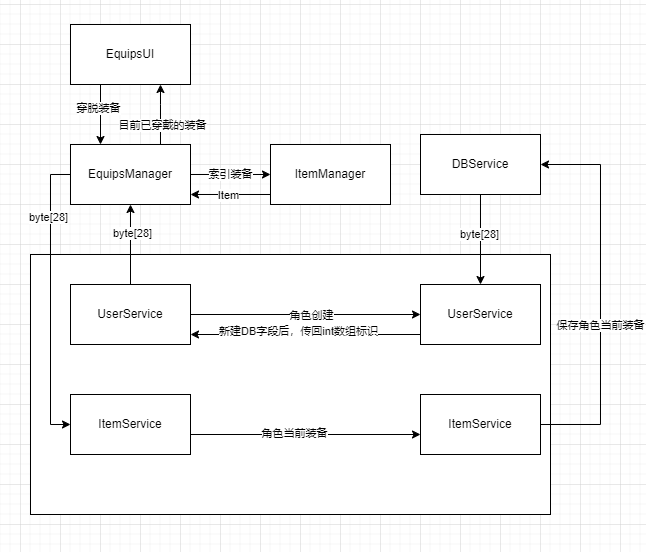 EquipsUI
穿脱装备
目前已穿戴的装备
EquipsManager
索引装备
Item
ItemManager
DBService
byte[28]
byte[28]
byte[28]
UserService
角色创建
新建DB字段后，传回int数组标识
UserService
保存角色当前装备
ItemService
角色当前装备
ItemService